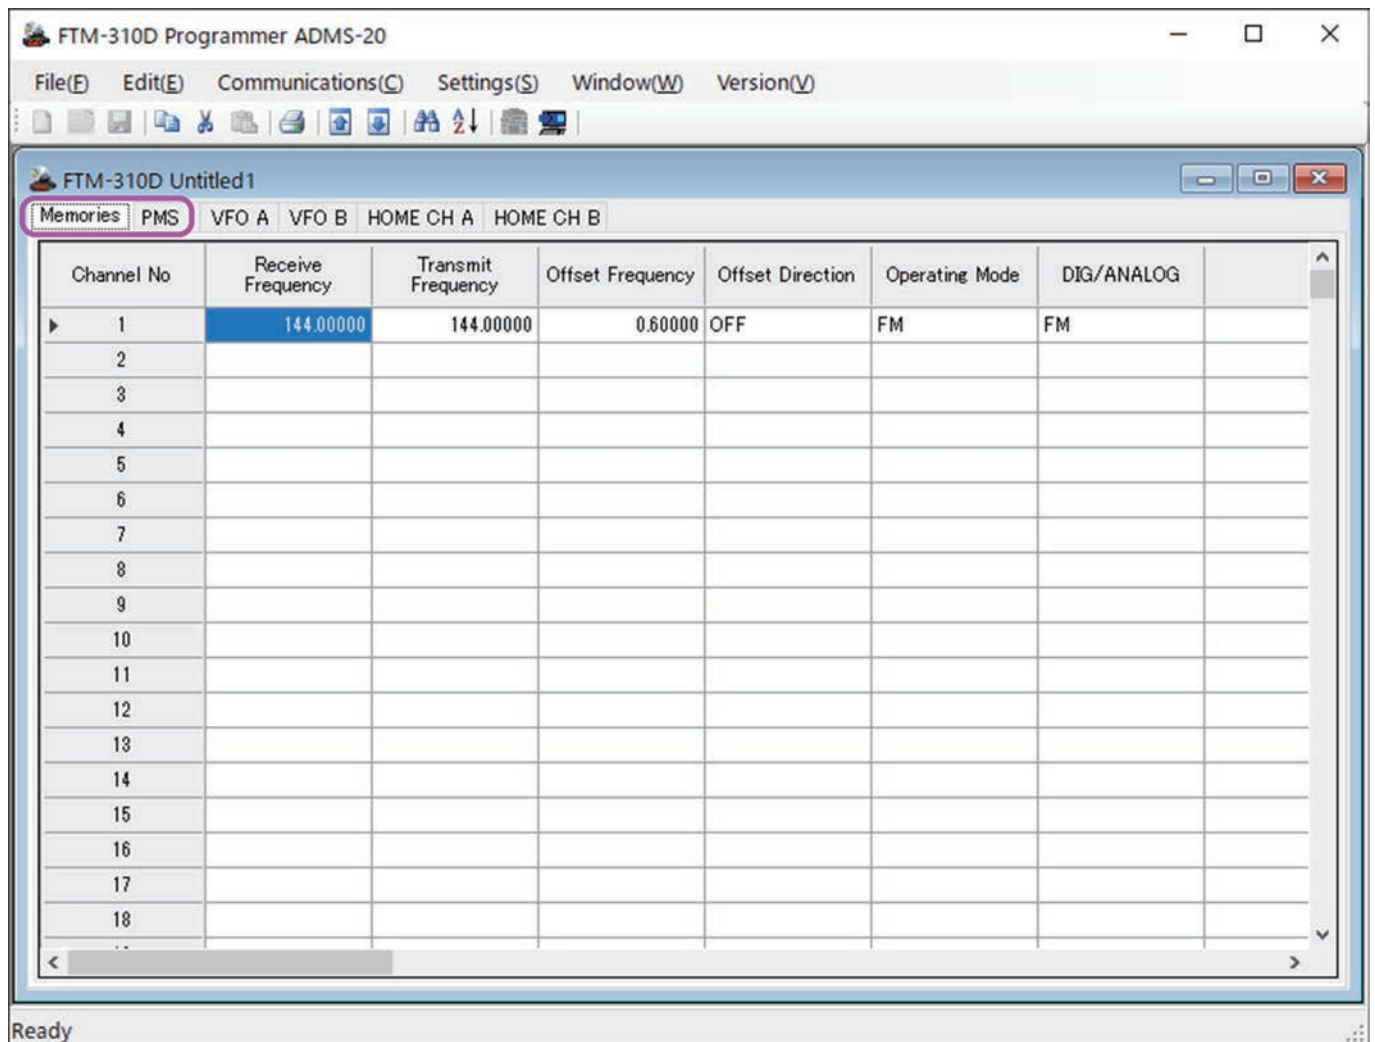 FTM-310D Programmer ADMS-20
File(F) Edit(E) Communications(C) Settings(S) Window(W) Version(V)
FTM-310D Untitled1
Memories PMS VFO A VFO B HOME CH A HOME CH B
Channel No Receive Frequency Transmit Frequency Offset Frequency Offset Direction Operating Mode DIG/ANALOG
1 144.00000 144.00000 0.60000 OFF FM FM
2
3
4
5
6
7
8
9
10
11
12
13
14
15
16
17
18
Ready